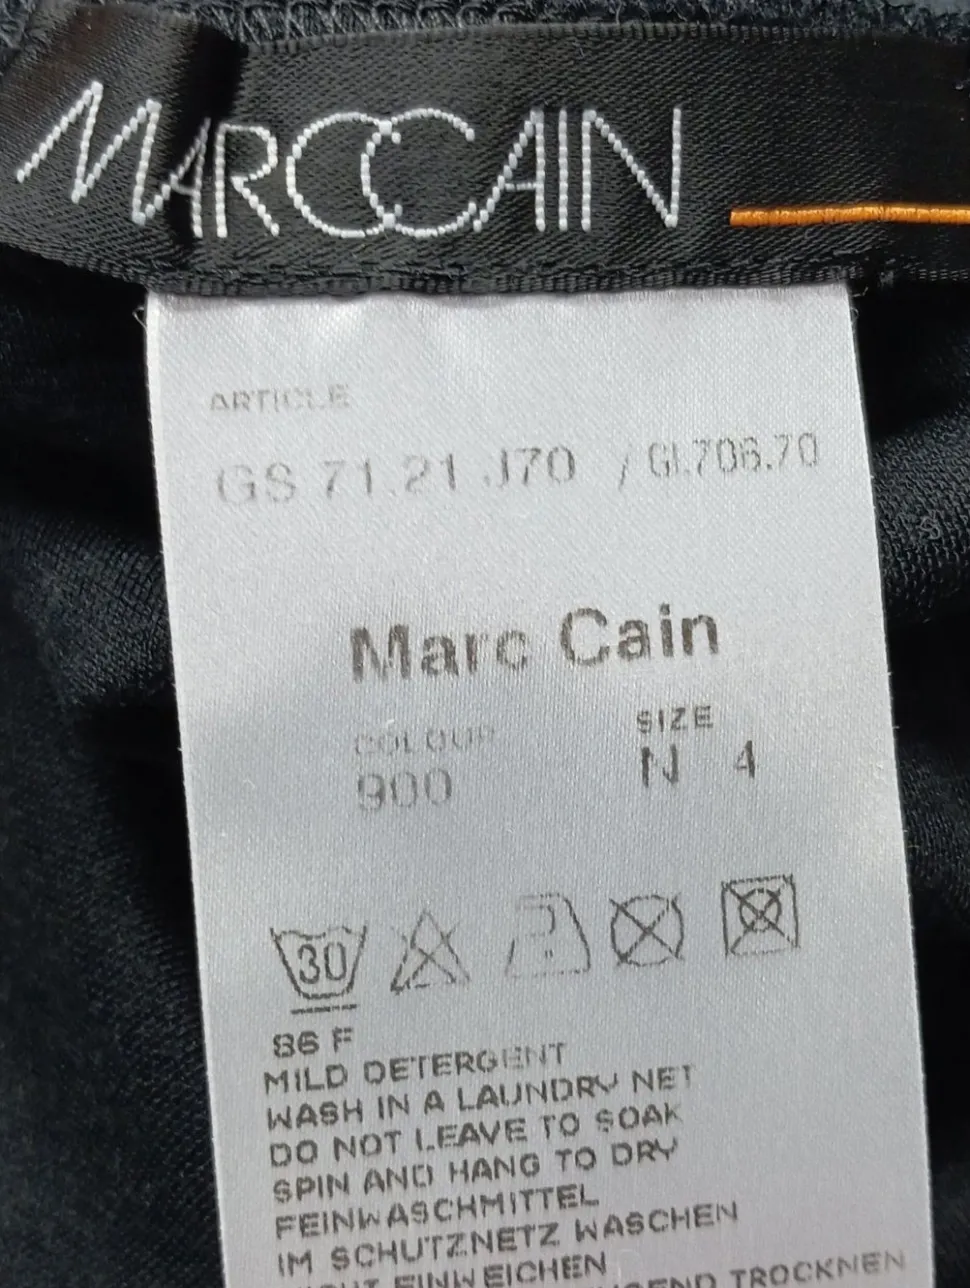 MARCCAIN
ARTICLE
GS 71.21 J70 / GL706.70
Marc Cain
COLOUR SIZE
900 N 4
30
86 F
MILD DETERGENT
WASH IN A LAUNDRY NET
DO NOT LEAVE TO SOAK
SPIN AND HANG TO DRY
FEINWASCHMITTEL
IM SCHUTZNETZ WASCHEN
EINWEICHEN
TROCKNEN